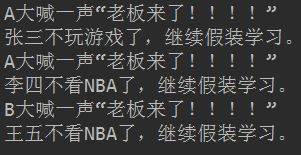 A大喊一声“老板来了！！！！”
张三不玩游戏了，继续假装学习。
A大喊一声“老板来了！！！！”
李四不看NBA了，继续假装学习。
B大喊一声“老板来了！！！！”
王五不看NBA了，继续假装学习。